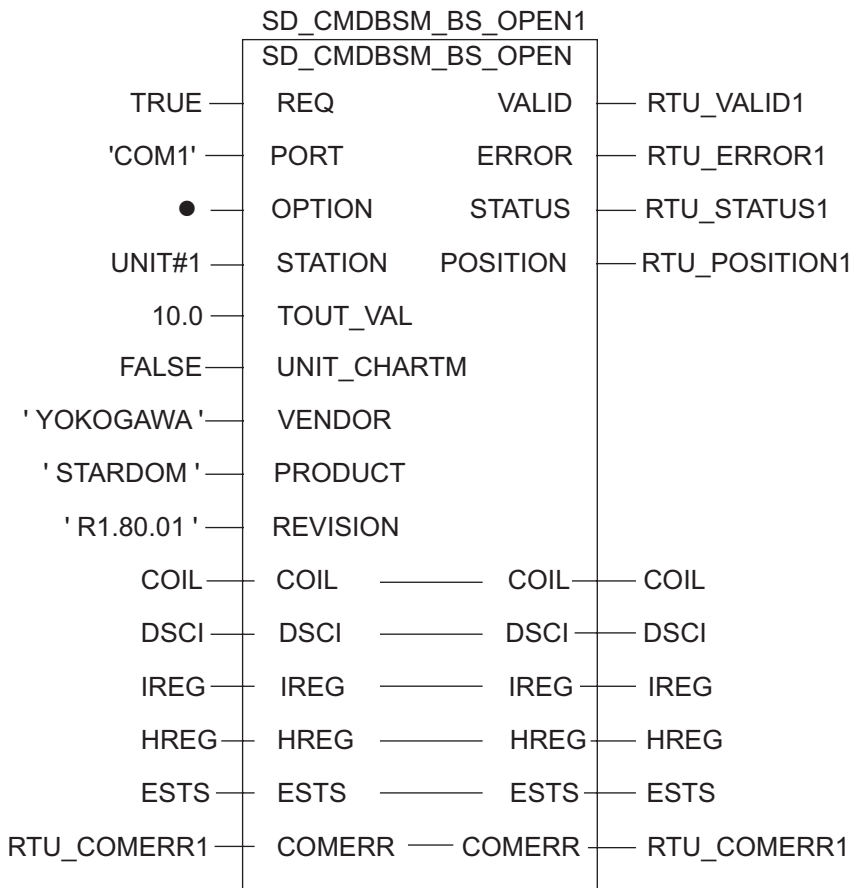 SD_CMDBSM_BS_OPEN1
SD_CMDBSM_BS_OPEN
TRUE REQ VALID RTU_VALID1
'COM1' PORT ERROR RTU_ERROR1
● OPTION STATUS RTU_STATUS1
UNIT#1 STATION POSITION RTU_POSITION1
10.0 TOUT_VAL
FALSE UNIT_CHARTM
' YOKOGAWA ' VENDOR
' STARDOM ' PRODUCT
' R1.80.01 ' REVISION
COIL COIL COIL COIL
DSCI DSCI DSCI DSCI
IREG IREG IREG IREG
HREG HREG HREG HREG
ESTS ESTS ESTS ESTS
RTU_COMERR1 COMERR COMERR RTU_COMERR1